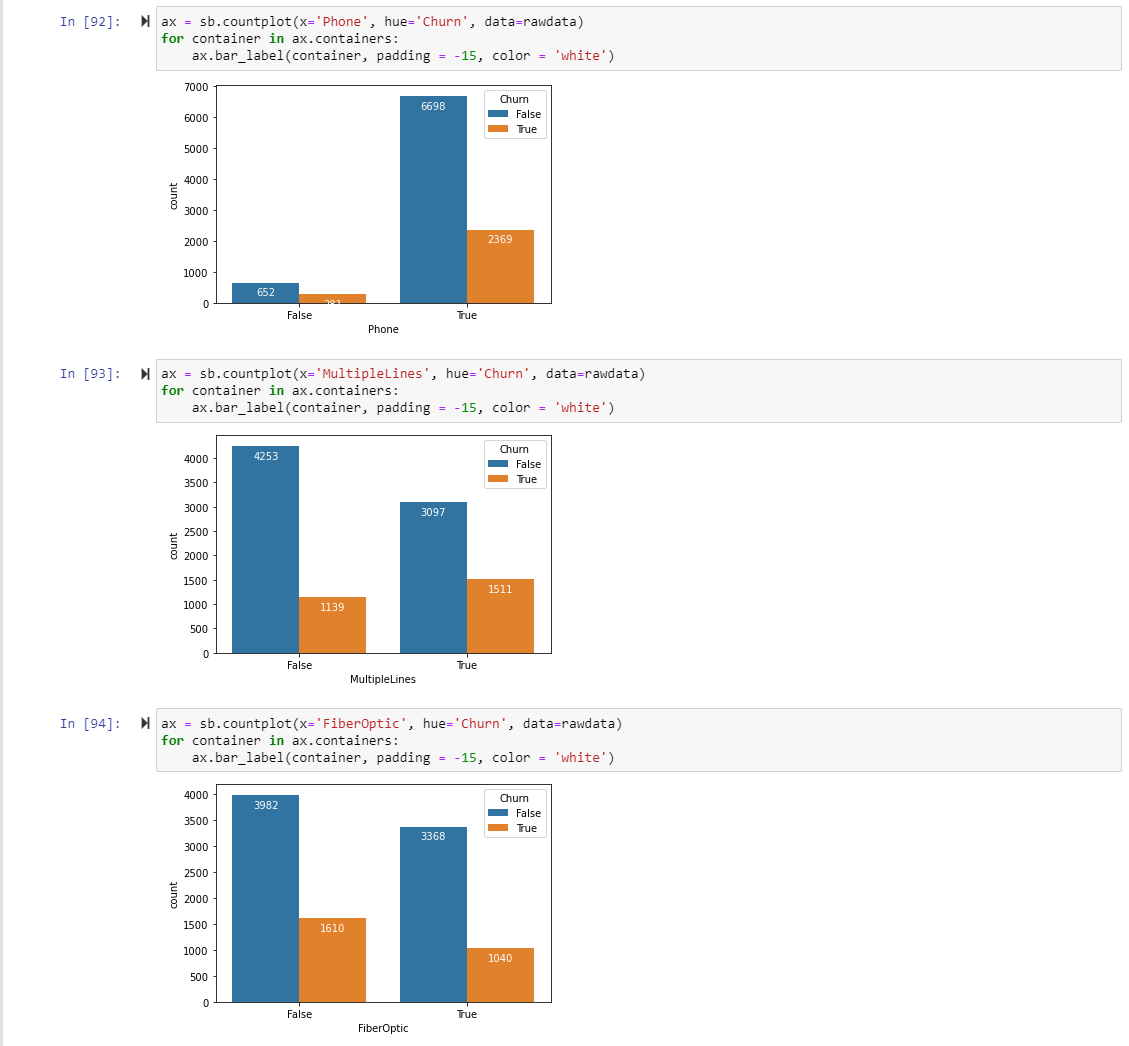 In [92]:
ax = sb.countplot(x='Phone', hue='Churn', data=rawdata)
for container in ax.containers:
    ax.bar_label(container, padding = -15, color = 'white')
7000
6000
5000
4000
3000
2000
1000
0
count
6698
2369
652
281
Churn
False
True
False
True
Phone
In [93]:
ax = sb.countplot(x='MultipleLines', hue='Churn', data=rawdata)
for container in ax.containers:
    ax.bar_label(container, padding = -15, color = 'white')
4000
3500
3000
2500
2000
1500
1000
500
0
count
4253
1139
3097
1511
Churn
False
True
False
True
MultipleLines
In [94]:
ax = sb.countplot(x='FiberOptic', hue='Churn', data=rawdata)
for container in ax.containers:
    ax.bar_label(container, padding = -15, color = 'white')
4000
3500
3000
2500
2000
1500
1000
500
0
count
3982
1610
3368
1040
Churn
False
True
False
True
FiberOptic